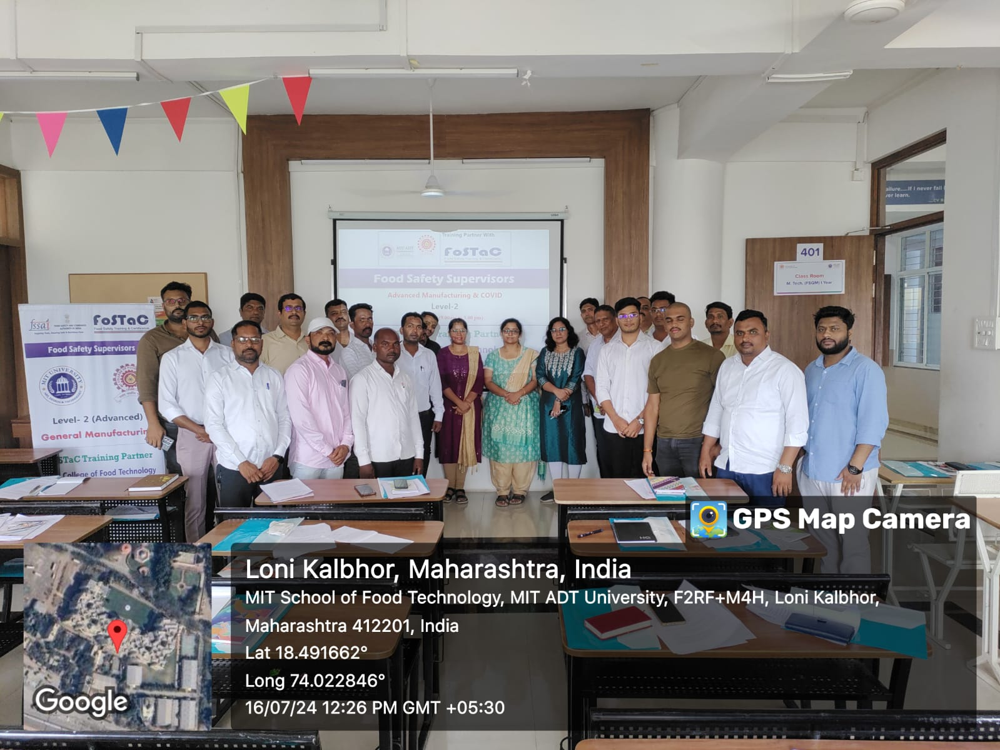 failure.....If I never fail
ver learn.
Training Partner With
MIT-ADT
FoSTaC
Food Safety Supervisors
Advanced Manufacturing & COVID
Level-2
401
Class Room
M. Tech. (FSQM) I Year
fssai
FoSTaC
Food Safety Training & Certification
Food Safety Supervisors
MIT UNIVERSITY
Level- 2 (Advanced)
General Manufacturin
STaC Training Partner
College of Food Technology
GPS Map Camera
Loni Kalbhor, Maharashtra, India
MIT School of Food Technology, MIT ADT University, F2RF+M4H, Loni Kalbhor,
Maharashtra 412201, India
Lat 18.491662°
Long 74.022846°
16/07/24 12:26 PM GMT +05:30
Google